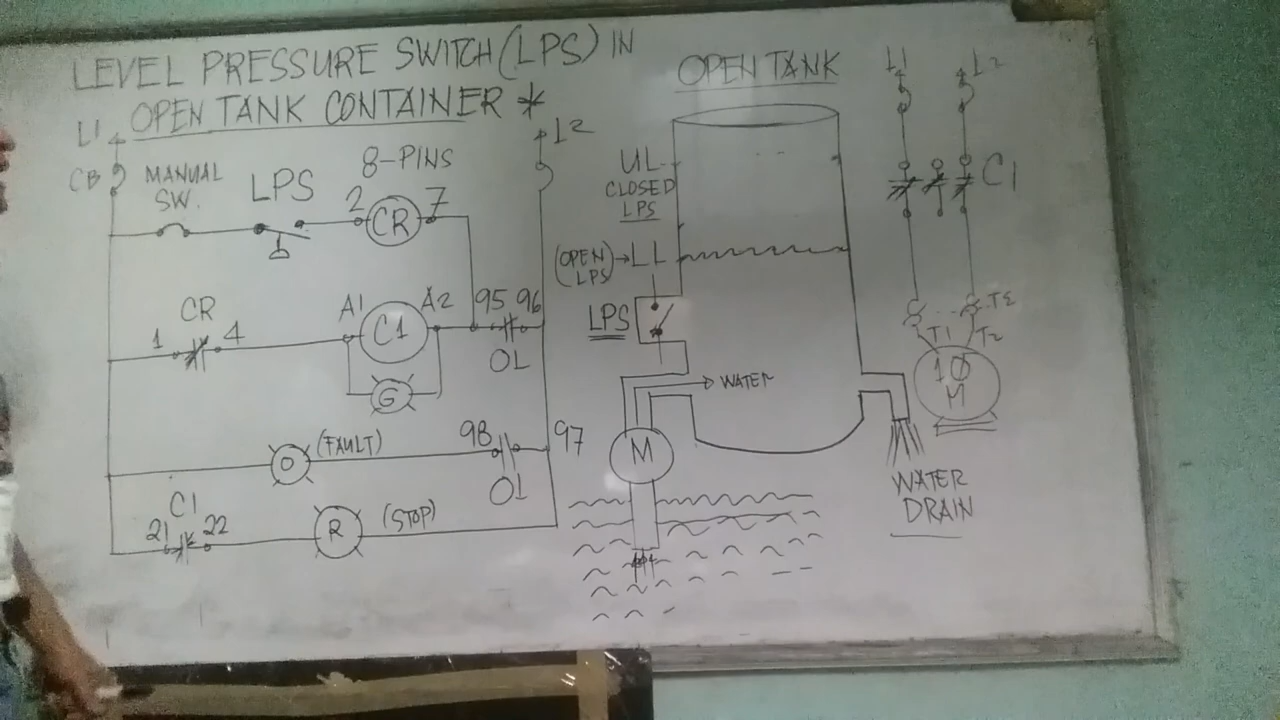 LEVEL PRESSURE SWITCH (LPS) IN
OPEN TANK CONTAINER *
L1
L2
CB
MANUAL
SW.
LPS
8-PINS
2
CR
7
CR
1
4
A1
C1
A2
95
96
OL
G
O
(FAULT)
98
97
OL
C1
21
22
R
(STOP)
OPEN TANK
UL
CLOSED
LPS
(OPEN
LPS)
→ LL
LPS
→ WATER
M
WATER
DRAIN
L1
L2
C1
T1
T2
1Ø
M